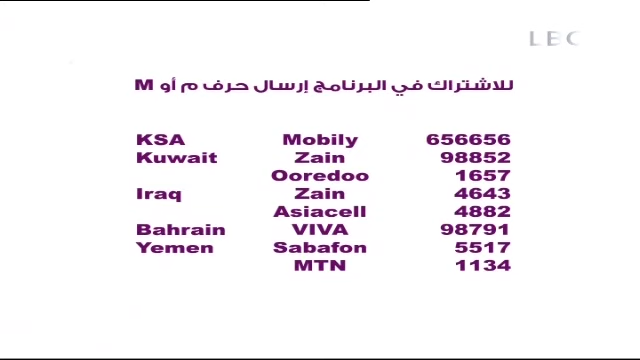 LBC
للاشتراك في البرنامج إرسال حرف م أو M
KSA Mobily 656656
Kuwait Zain 98852
Ooredoo 1657
Iraq Zain 4643
Asiacell 4882
Bahrain VIVA 98791
Yemen Sabafon 5517
MTN 1134